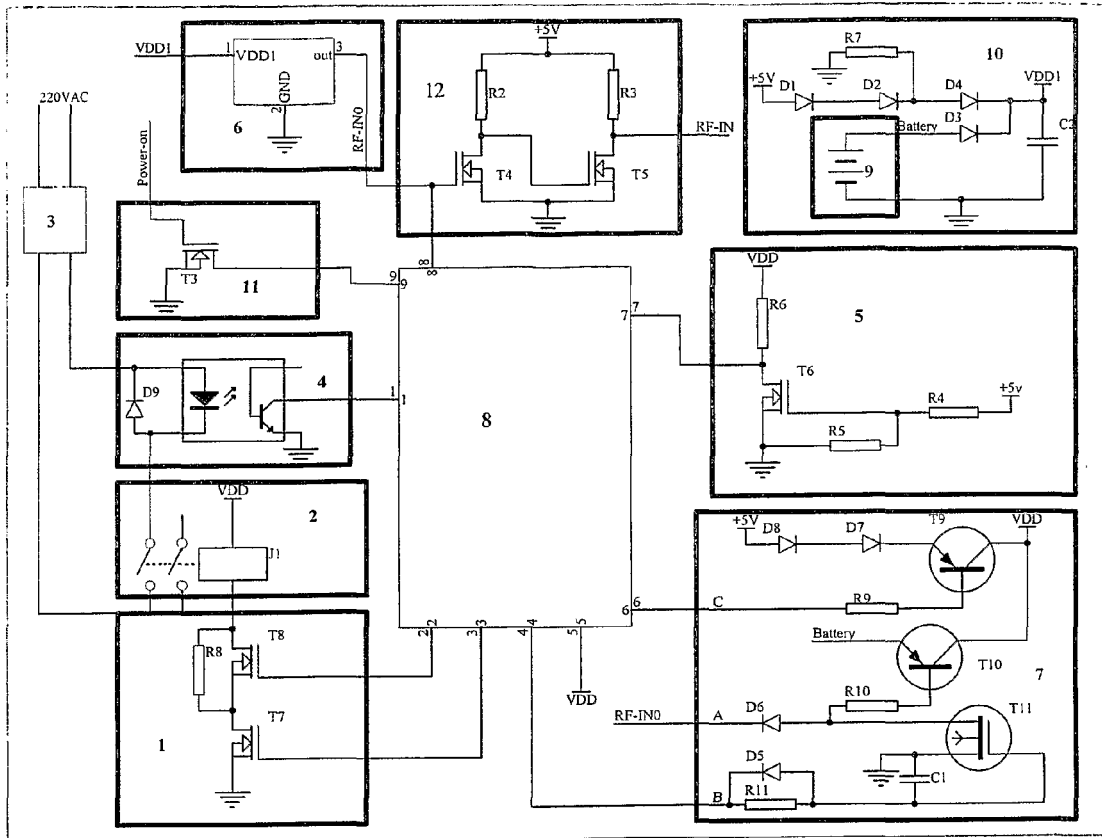 VDD1
1
VDD1
out
3
2
GND
6
RF-IN0
220VAC
3
Power-on
T3
11
+5V
12
R2
R3
RF-IN
T4
T5
R7
10
+5V
D1
D2
D4
VDD1
D3
Battery
C2
9
8
8
9
9
7
7
VDD
R6
5
T6
+5v
R4
R5
D9
4
1
1
8
VDD
2
J1
R8
T8
T7
1
2
2
3
3
4
4
5
5
VDD
6
6
+5V
D8
D7
T9
VDD
C
R9
Battery
T10
7
R10
T11
RF-IN0
A
D6
D5
C1
B
R11